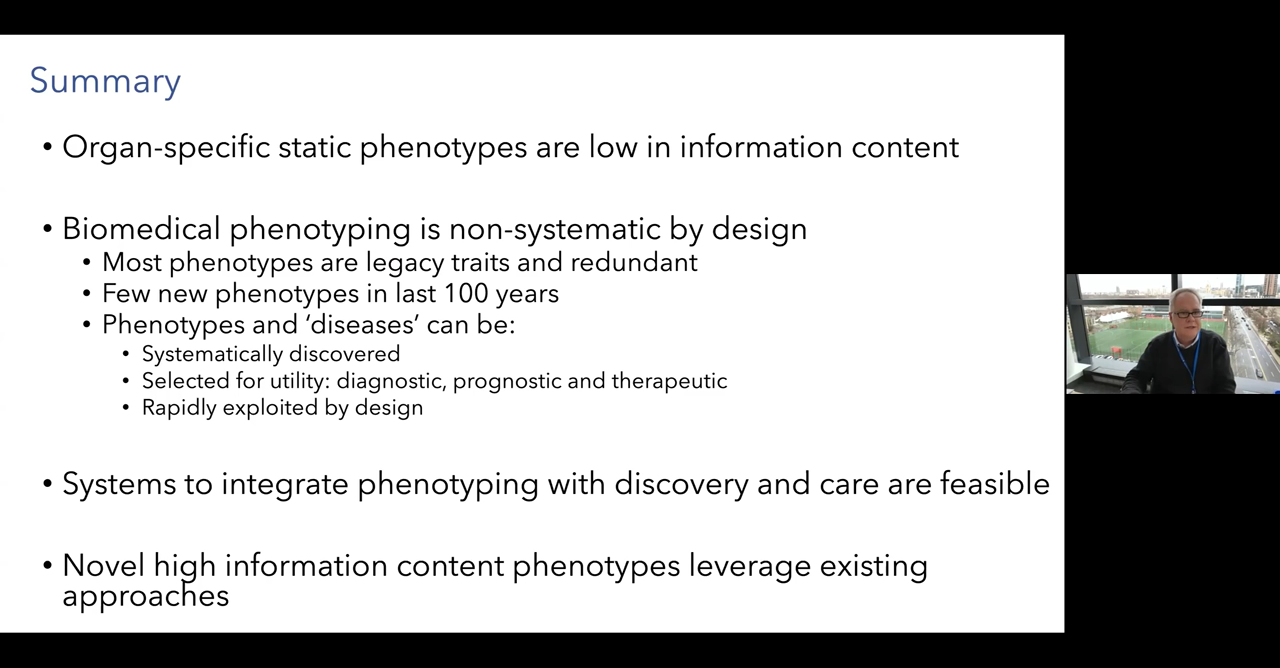 Summary
• Organ-specific static phenotypes are low in information content
• Biomedical phenotyping is non-systematic by design
• Most phenotypes are legacy traits and redundant
• Few new phenotypes in last 100 years
• Phenotypes and ‘diseases’ can be:
• Systematically discovered
• Selected for utility: diagnostic, prognostic and therapeutic
• Rapidly exploited by design
• Systems to integrate phenotyping with discovery and care are feasible
• Novel high information content phenotypes leverage existing
approaches